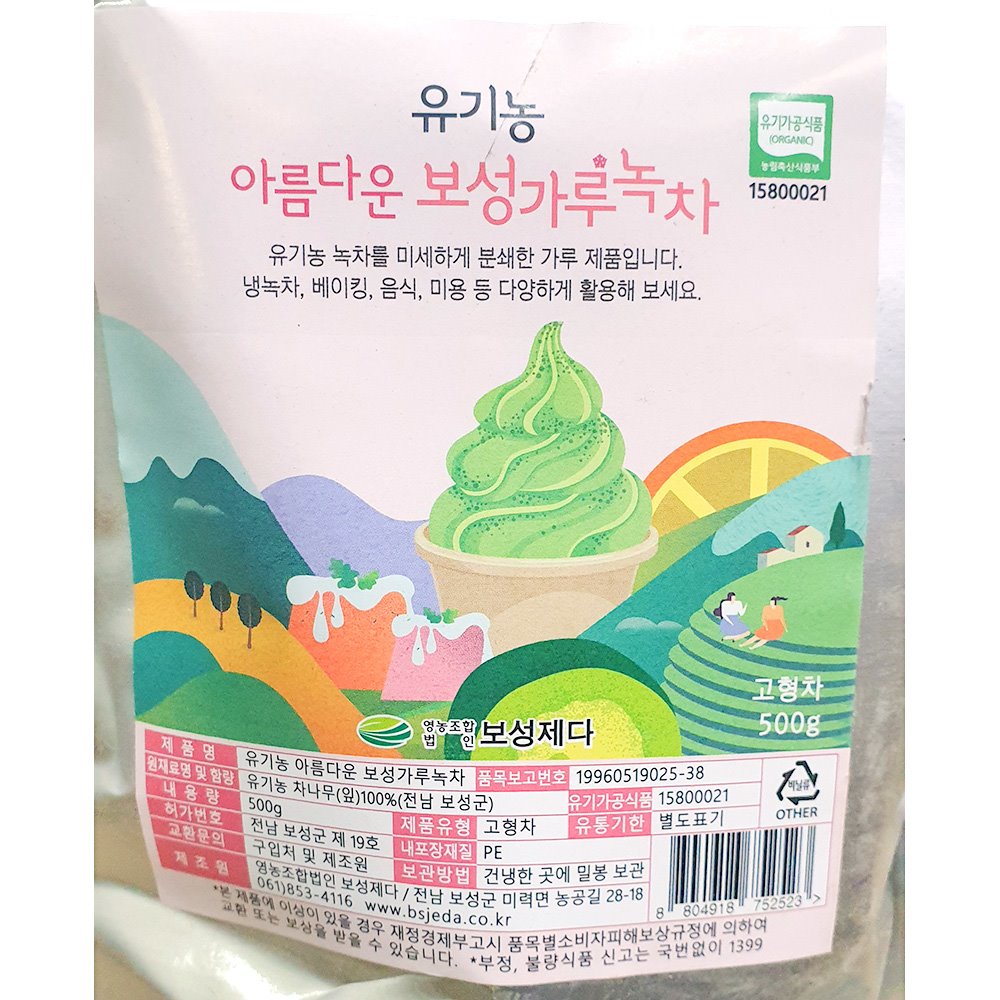 유기농
아름다운 보성가루녹차
유기농 녹차를 미세하게 분쇄한 가루 제품입니다.
냉녹차, 베이킹, 음식, 미용 등 다양하게 활용해 보세요.
유기가공식품
(ORGANIC)
농림축산식품부
15800021
고형차
500g
영농조합
법인 보성제다
제품명 유기농 아름다운 보성가루녹차 품목보고번호 19960519025-38
원재료명 및 함량 유기농 차나무(잎)100%(전남 보성군) 유기가공식품 15800021
내용량 500g 제품유형 고형차 유통기한 별도표기
허가번호 전남 보성군 제 19호 내포장재질 PE
교환문의 구입처 및 제조원 보관방법 건냉한 곳에 밀봉 보관
제조원 영농조합법인 보성제다 / 전남 보성군 미력면 농공길 28-18
061)853-4116 www.bsjeda.co.kr
*본 제품에 이상이 있을 경우 재정경제부고시 품목별소비자피해보상규정에 의하여
교환 또는 보상을 받을 수 있습니다. *부정, 불량식품 신고는 국번없이 1399
비닐류
OTHER
8 804918 752523